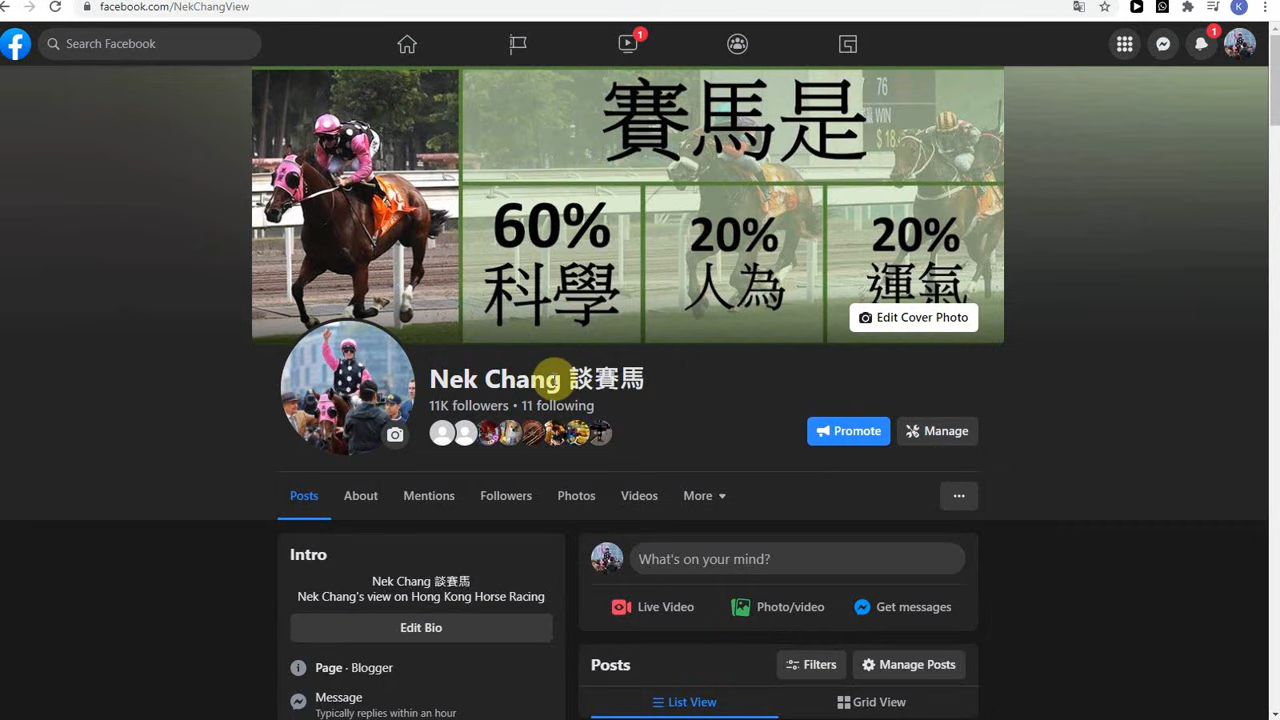 facebook.com/NekChangView
K
Search Facebook
1
1
賽馬是
76
WIN
60%
科學
20%
人為
20%
運氣
Edit Cover Photo
Nek Chang 談賽馬
11K followers • 11 following
Promote
Manage
Posts
About
Mentions
Followers
Photos
Videos
More
Intro
Nek Chang 談賽馬
Nek Chang's view on Hong Kong Horse Racing
Edit Bio
Page · Blogger
Message
Typically replies within an hour
What's on your mind?
Live Video
Photo/video
Get messages
Posts
Filters
Manage Posts
List View
Grid View